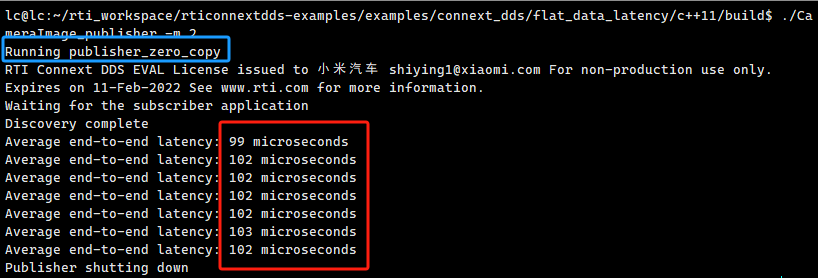 lc@lc:~/rti_workspace/rticonnextdds-examples/examples/connext_dds/flat_data_latency/c++11/build$ ./Ca
meraImage_publisher -m 2
Running publisher_zero_copy
RTI Connext DDS EVAL License issued to 小米汽车 shiying1@xiaomi.com For non-production use only.
Expires on 11-Feb-2022 See www.rti.com for more information.
Waiting for the subscriber application
Discovery complete
Average end-to-end latency: 99 microseconds
Average end-to-end latency: 102 microseconds
Average end-to-end latency: 102 microseconds
Average end-to-end latency: 102 microseconds
Average end-to-end latency: 102 microseconds
Average end-to-end latency: 103 microseconds
Average end-to-end latency: 102 microseconds
Publisher shutting down